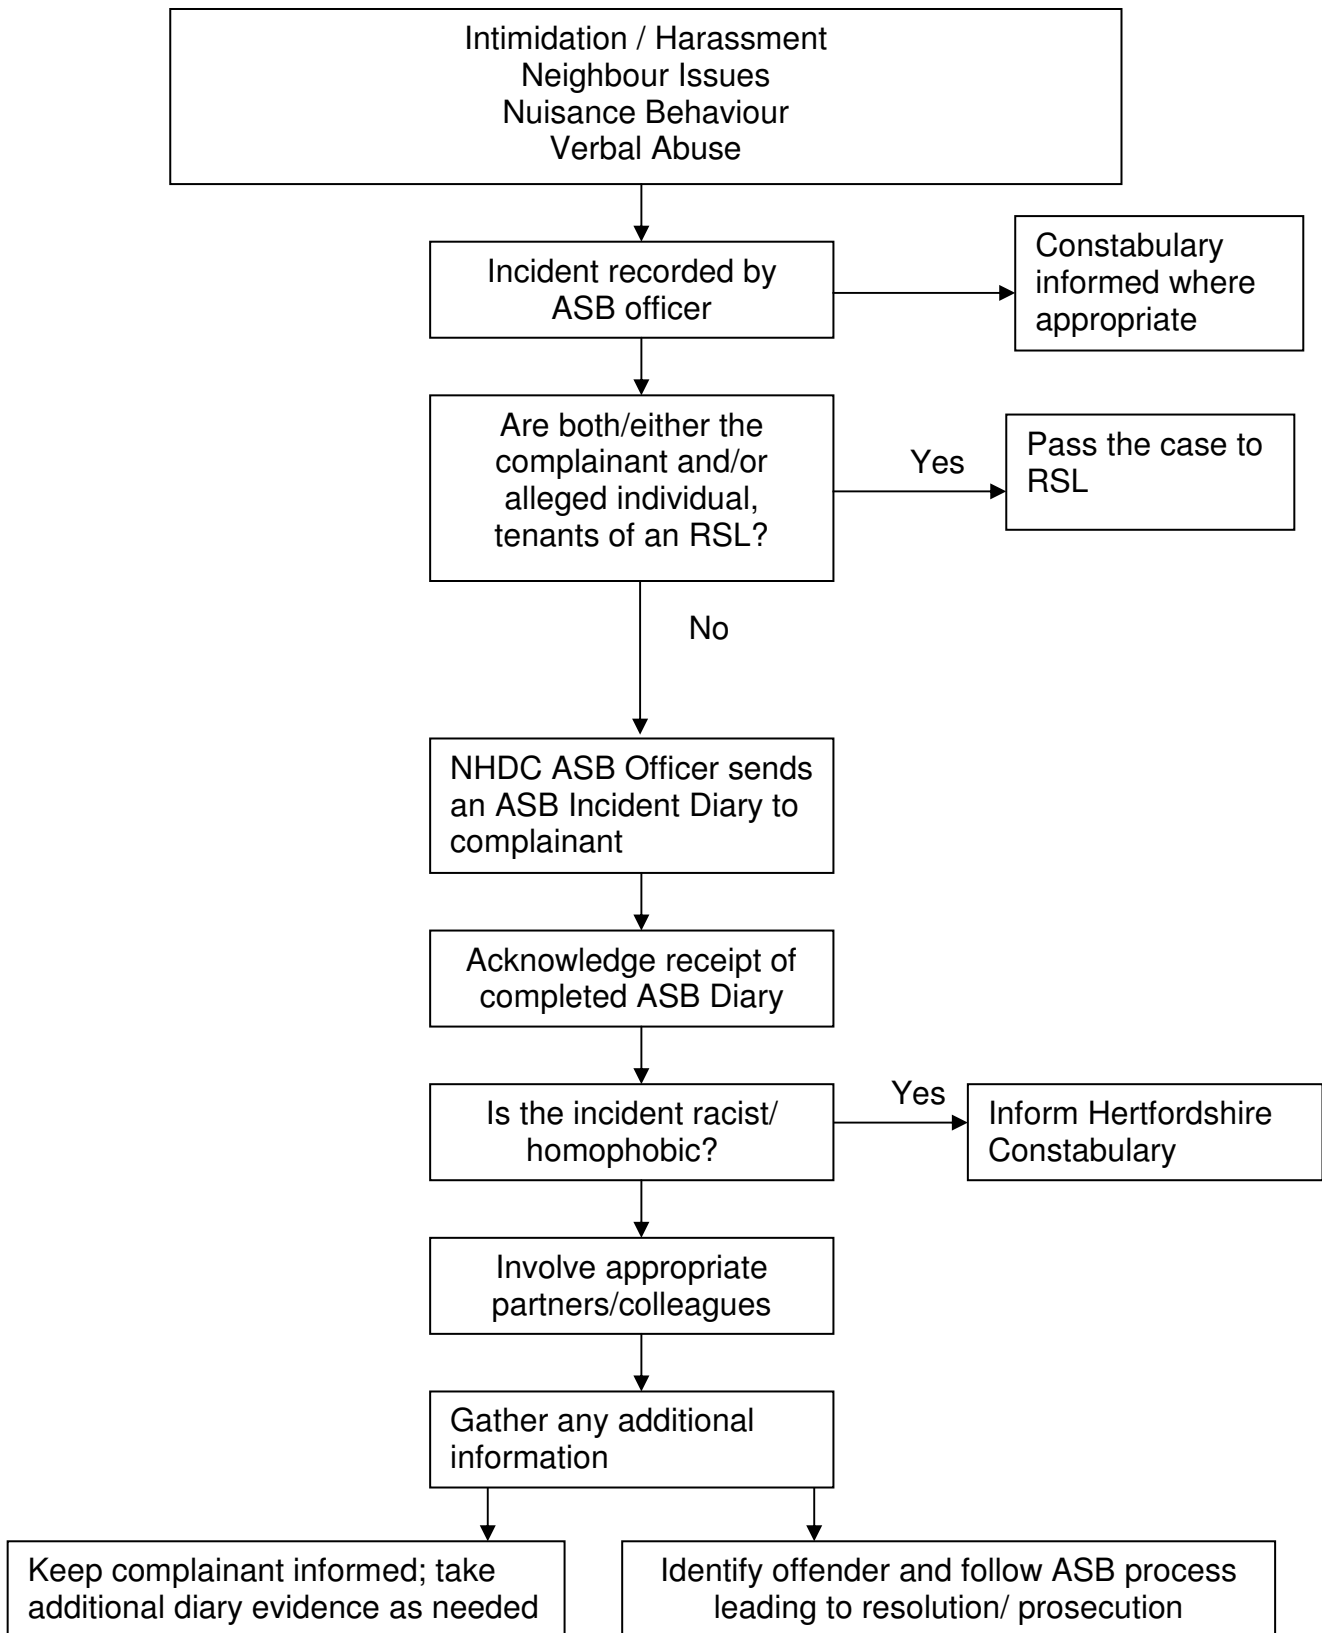 Intimidation / Harassment
Neighbour Issues
Nuisance Behaviour
Verbal Abuse
Incident recorded by
ASB officer
Constabulary
informed where
appropriate
Are both/either the
complainant and/or
alleged individual,
tenants of an RSL?
Yes
Pass the case to
RSL
No
NHDC ASB Officer sends
an ASB Incident Diary to
complainant
Acknowledge receipt of
completed ASB Diary
Is the incident racist/
homophobic?
Yes
Inform Hertfordshire
Constabulary
Involve appropriate
partners/colleagues
Gather any additional
information
Keep complainant informed; take
additional diary evidence as needed
Identify offender and follow ASB process
leading to resolution/ prosecution